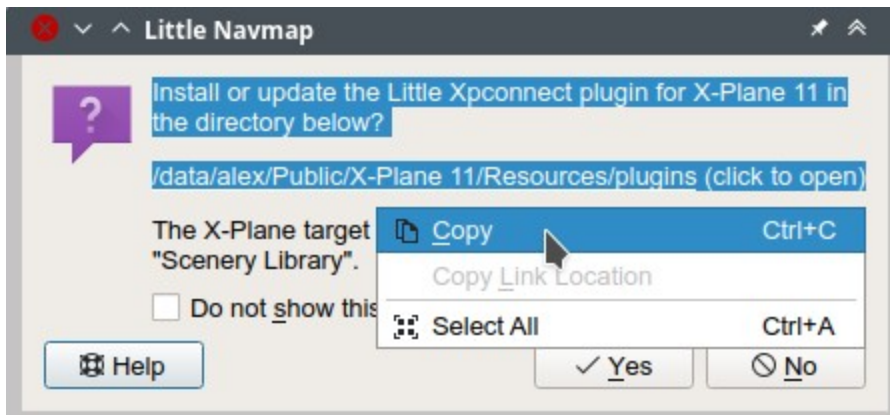 Little Navmap
?
Install or update the Little Xpconnect plugin for X-Plane 11 in
the directory below?
/data/alex/Public/X-Plane 11/Resources/plugins (click to open)
The X-Plane target
"Scenery Library".
Do not show this
Copy Ctrl+C
Copy Link Location
Select All Ctrl+A
Help Yes No